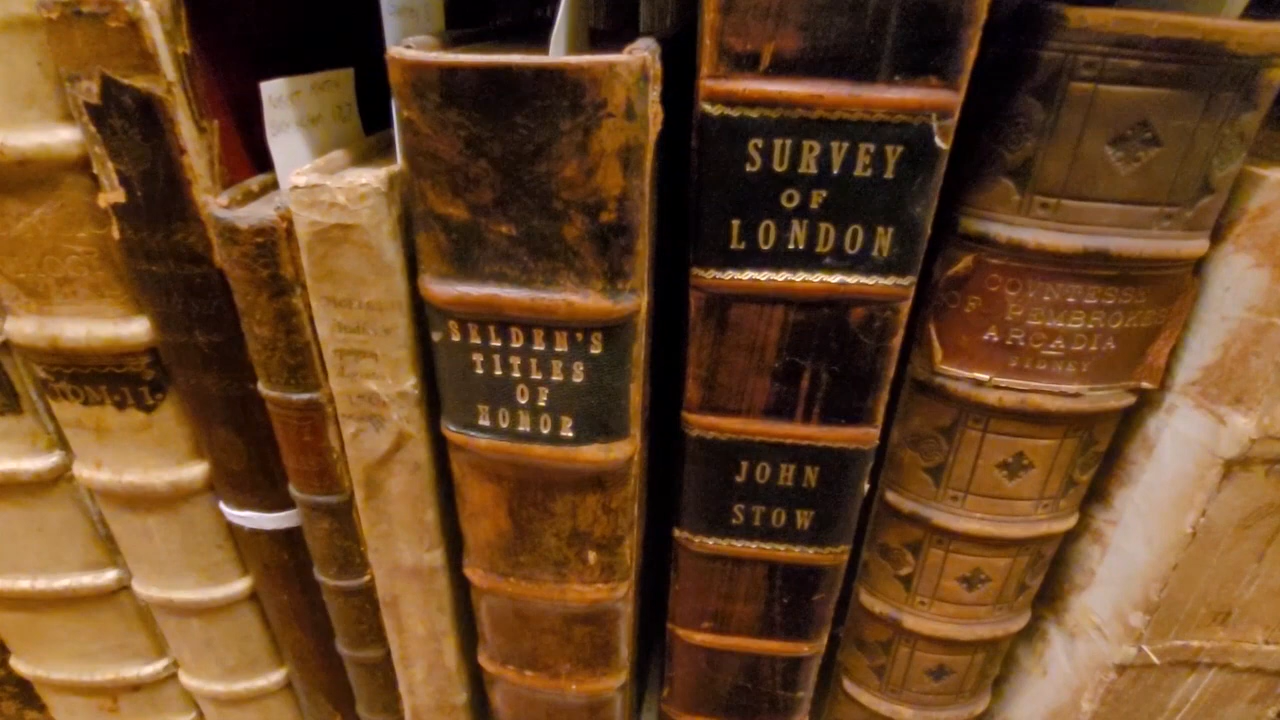 TOM·II·
SELDEN'S
TITLES
OF
HONOR
SURVEY
OF
LONDON
JOHN
STOW
COVNTESSE
OF PEMBROKES
ARCADIA
SIDNEY